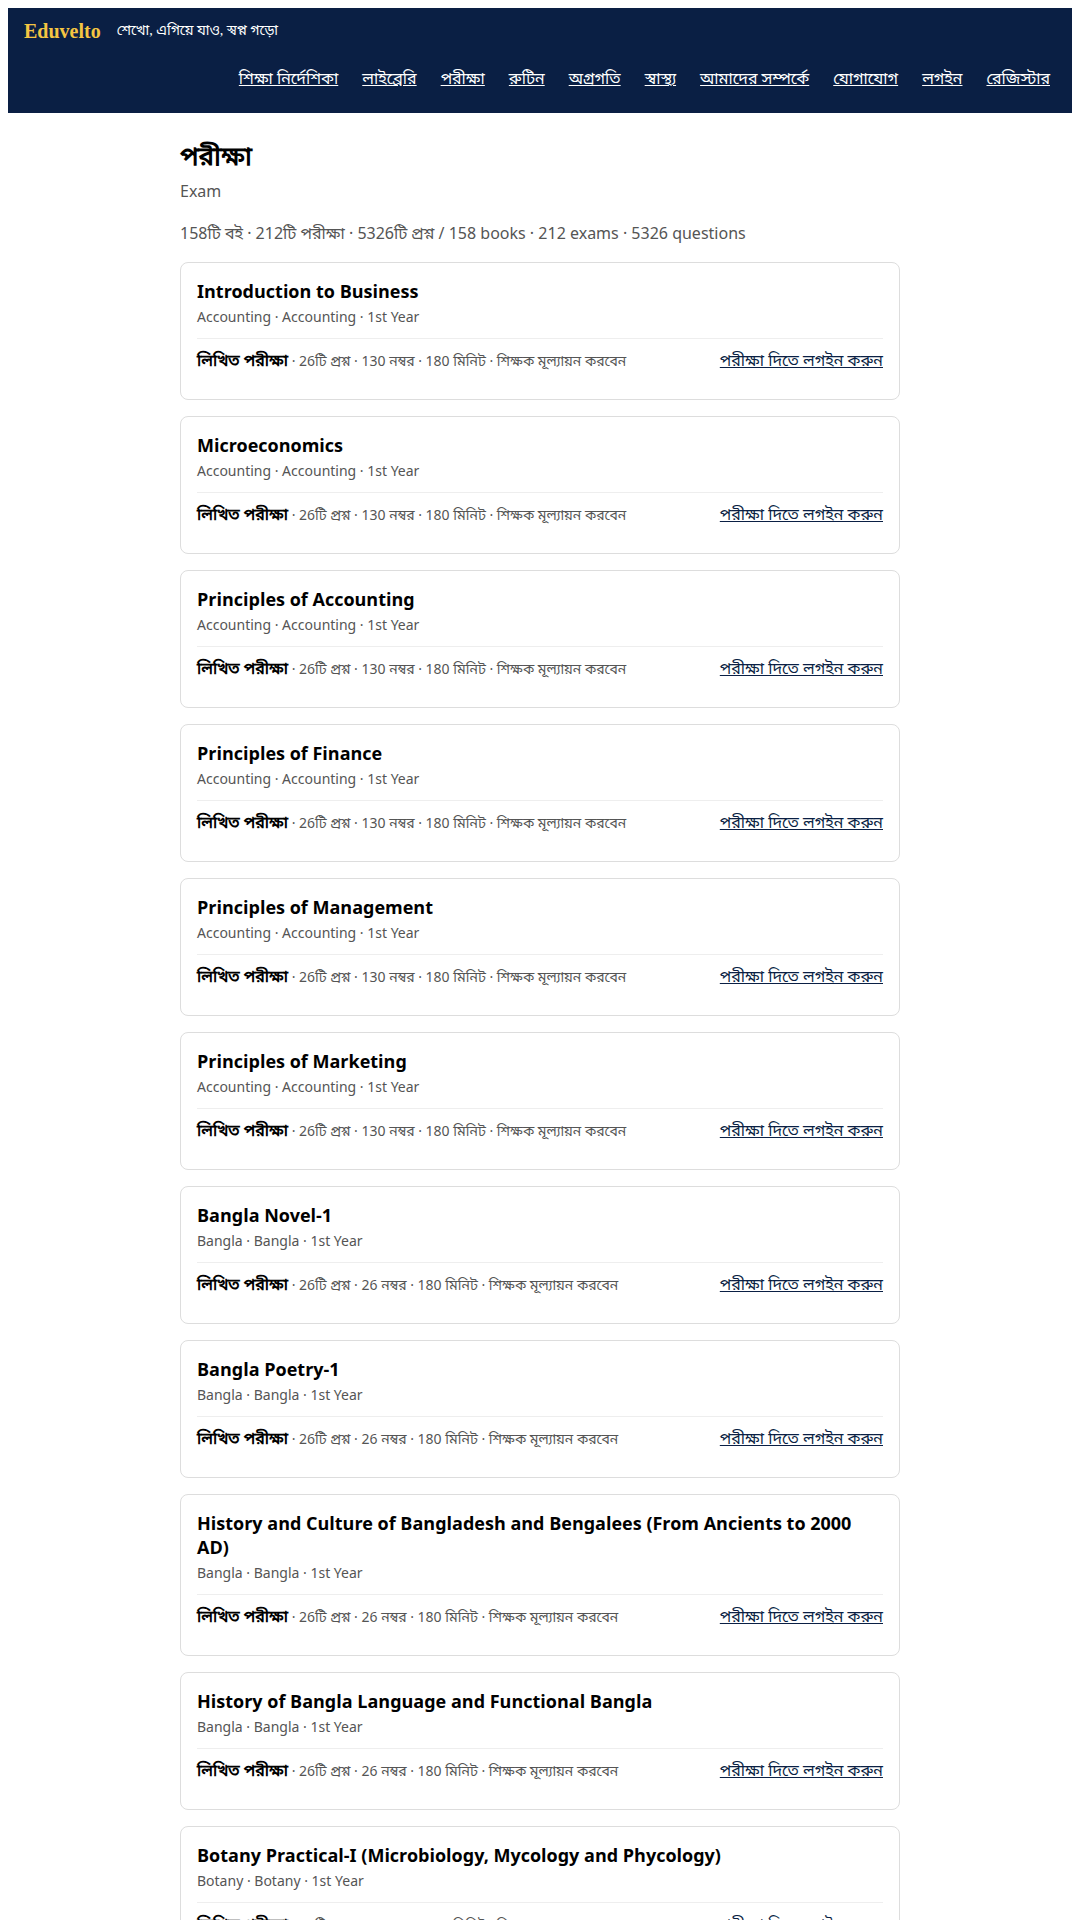 Eduvelto শেখো, এগিয়ে যাও, স্বপ্ন গড়ো
শিক্ষা নির্দেশিকা লাইব্রেরি পরীক্ষা রুটিন অগ্রগতি স্বাস্থ্য আমাদের সম্পর্কে যোগাযোগ লগইন রেজিস্টার
পরীক্ষা
Exam
158টি বই · 212টি পরীক্ষা · 5326টি প্রশ্ন / 158 books · 212 exams · 5326 questions
Introduction to Business
Accounting · Accounting · 1st Year
লিখিত পরীক্ষা · 26টি প্রশ্ন · 130 নম্বর · 180 মিনিট · শিক্ষক মূল্যায়ন করবেন পরীক্ষা দিতে লগইন করুন
Microeconomics
Accounting · Accounting · 1st Year
লিখিত পরীক্ষা · 26টি প্রশ্ন · 130 নম্বর · 180 মিনিট · শিক্ষক মূল্যায়ন করবেন পরীক্ষা দিতে লগইন করুন
Principles of Accounting
Accounting · Accounting · 1st Year
লিখিত পরীক্ষা · 26টি প্রশ্ন · 130 নম্বর · 180 মিনিট · শিক্ষক মূল্যায়ন করবেন পরীক্ষা দিতে লগইন করুন
Principles of Finance
Accounting · Accounting · 1st Year
লিখিত পরীক্ষা · 26টি প্রশ্ন · 130 নম্বর · 180 মিনিট · শিক্ষক মূল্যায়ন করবেন পরীক্ষা দিতে লগইন করুন
Principles of Management
Accounting · Accounting · 1st Year
লিখিত পরীক্ষা · 26টি প্রশ্ন · 130 নম্বর · 180 মিনিট · শিক্ষক মূল্যায়ন করবেন পরীক্ষা দিতে লগইন করুন
Principles of Marketing
Accounting · Accounting · 1st Year
লিখিত পরীক্ষা · 26টি প্রশ্ন · 130 নম্বর · 180 মিনিট · শিক্ষক মূল্যায়ন করবেন পরীক্ষা দিতে লগইন করুন
Bangla Novel-1
Bangla · Bangla · 1st Year
লিখিত পরীক্ষা · 26টি প্রশ্ন · 26 নম্বর · 180 মিনিট · শিক্ষক মূল্যায়ন করবেন পরীক্ষা দিতে লগইন করুন
Bangla Poetry-1
Bangla · Bangla · 1st Year
লিখিত পরীক্ষা · 26টি প্রশ্ন · 26 নম্বর · 180 মিনিট · শিক্ষক মূল্যায়ন করবেন পরীক্ষা দিতে লগইন করুন
History and Culture of Bangladesh and Bengalees (From Ancients to 2000
AD)
Bangla · Bangla · 1st Year
লিখিত পরীক্ষা · 26টি প্রশ্ন · 26 নম্বর · 180 মিনিট · শিক্ষক মূল্যায়ন করবেন পরীক্ষা দিতে লগইন করুন
History of Bangla Language and Functional Bangla
Bangla · Bangla · 1st Year
লিখিত পরীক্ষা · 26টি প্রশ্ন · 26 নম্বর · 180 মিনিট · শিক্ষক মূল্যায়ন করবেন পরীক্ষা দিতে লগইন করুন
Botany Practical-I (Microbiology, Mycology and Phycology)
Botany · Botany · 1st Year